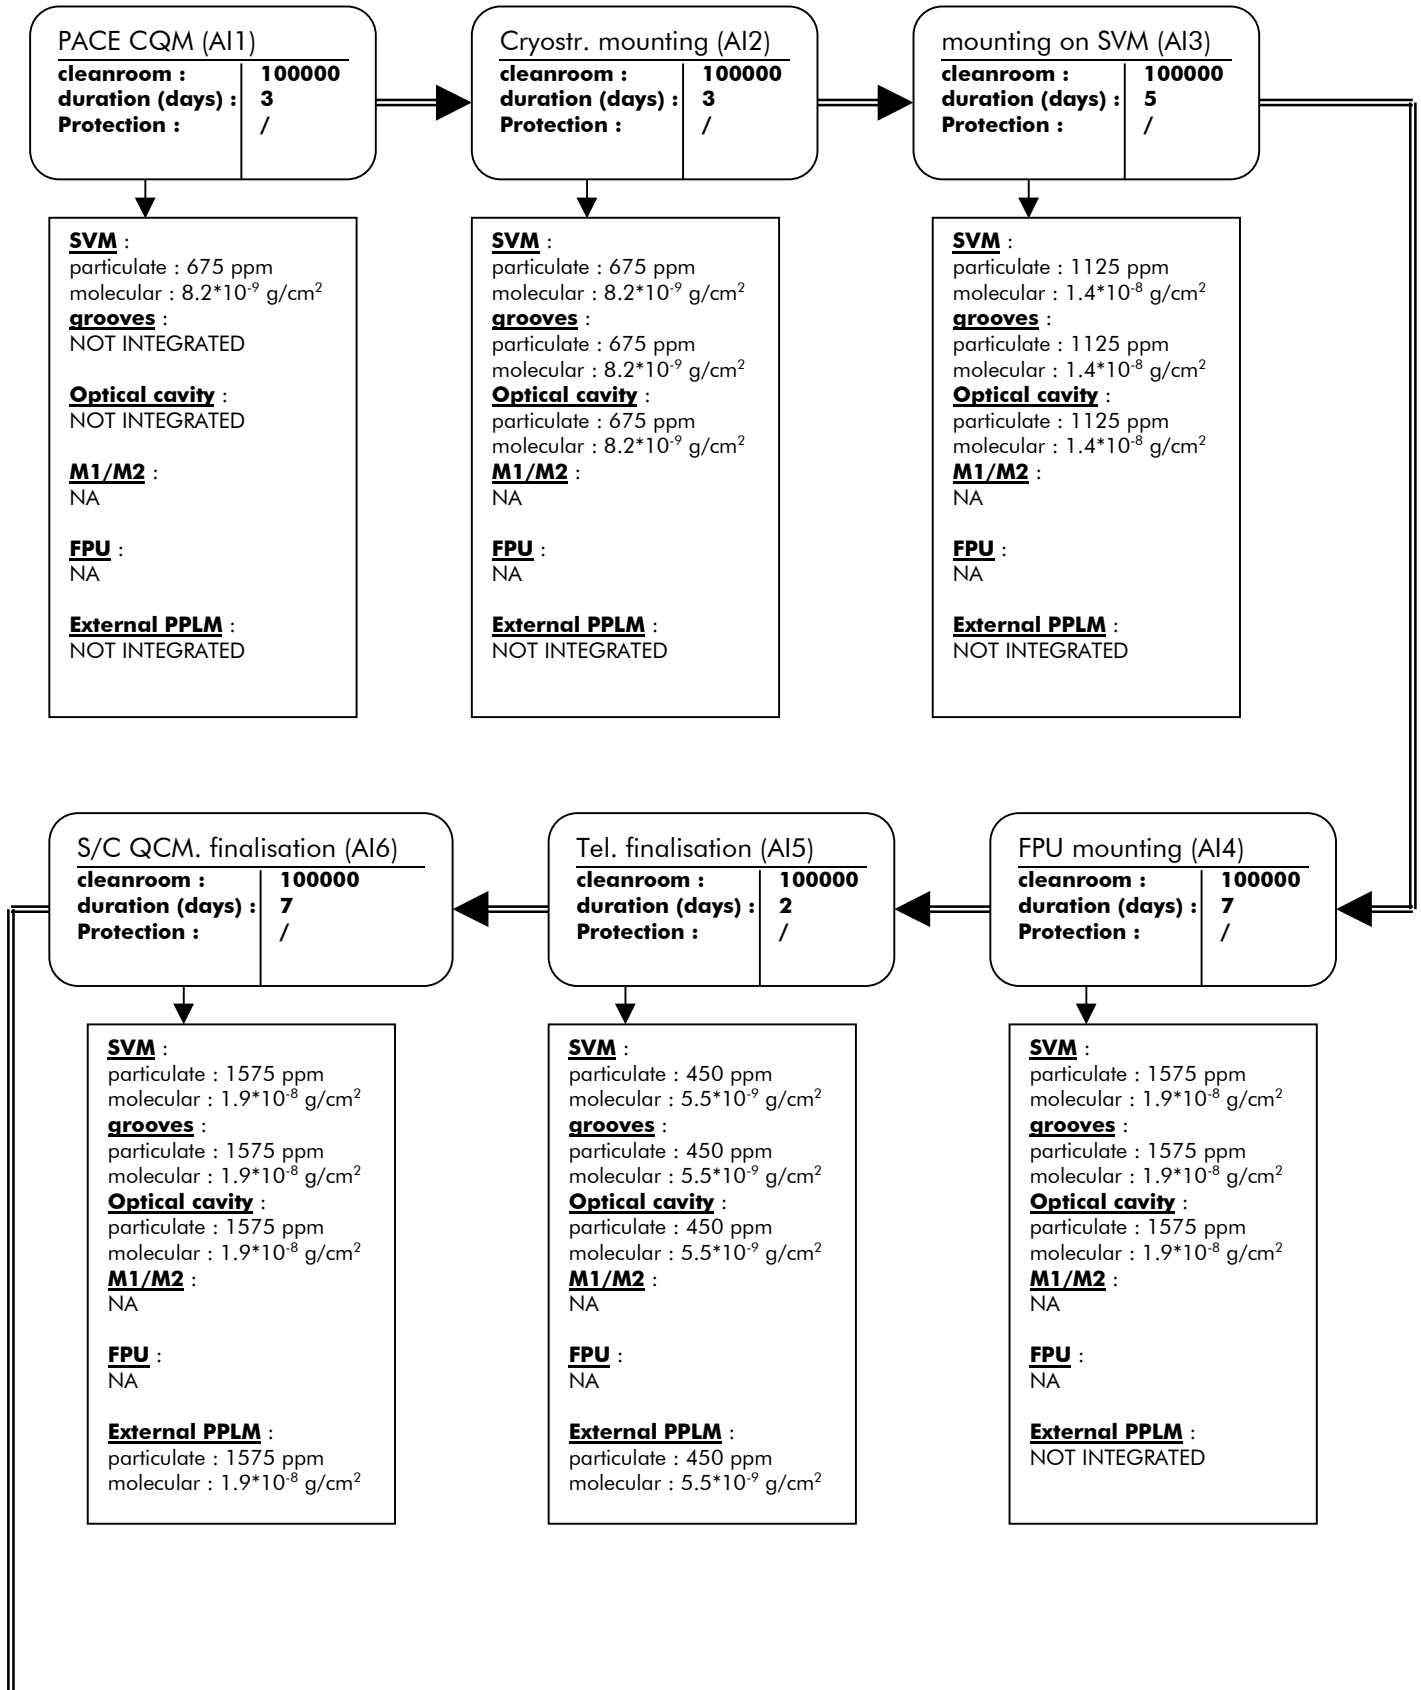 PACE CQM (AI1)
cleanroom : 100000
duration (days) : 3
Protection : /
SVM :
particulate : 675 ppm
molecular : 8.2*10⁻⁹ g/cm²
grooves :
NOT INTEGRATED
Optical cavity :
NOT INTEGRATED
M1/M2 :
NA
FPU :
NA
External PPLM :
NOT INTEGRATED
Cryostr. mounting (AI2)
cleanroom : 100000
duration (days) : 3
Protection : /
SVM :
particulate : 675 ppm
molecular : 8.2*10⁻⁹ g/cm²
grooves :
particulate : 675 ppm
molecular : 8.2*10⁻⁹ g/cm²
Optical cavity :
particulate : 675 ppm
molecular : 8.2*10⁻⁹ g/cm²
M1/M2 :
NA
FPU :
NA
External PPLM :
NOT INTEGRATED
mounting on SVM (AI3)
cleanroom : 100000
duration (days) : 5
Protection : /
SVM :
particulate : 1125 ppm
molecular : 1.4*10⁻⁸ g/cm²
grooves :
particulate : 1125 ppm
molecular : 1.4*10⁻⁸ g/cm²
Optical cavity :
particulate : 1125 ppm
molecular : 1.4*10⁻⁸ g/cm²
M1/M2 :
NA
FPU :
NA
External PPLM :
NOT INTEGRATED
FPU mounting (AI4)
cleanroom : 100000
duration (days) : 7
Protection : /
SVM :
particulate : 1575 ppm
molecular : 1.9*10⁻⁸ g/cm²
grooves :
particulate : 1575 ppm
molecular : 1.9*10⁻⁸ g/cm²
Optical cavity :
particulate : 1575 ppm
molecular : 1.9*10⁻⁸ g/cm²
M1/M2 :
NA
FPU :
NA
External PPLM :
NOT INTEGRATED
Tel. finalisation (AI5)
cleanroom : 100000
duration (days) : 2
Protection : /
SVM :
particulate : 450 ppm
molecular : 5.5*10⁻⁹ g/cm²
grooves :
particulate : 450 ppm
molecular : 5.5*10⁻⁹ g/cm²
Optical cavity :
particulate : 450 ppm
molecular : 5.5*10⁻⁹ g/cm²
M1/M2 :
NA
FPU :
NA
External PPLM :
particulate : 450 ppm
molecular : 5.5*10⁻⁹ g/cm²
S/C QCM. finalisation (AI6)
cleanroom : 100000
duration (days) : 7
Protection : /
SVM :
particulate : 1575 ppm
molecular : 1.9*10⁻⁸ g/cm²
grooves :
particulate : 1575 ppm
molecular : 1.9*10⁻⁸ g/cm²
Optical cavity :
particulate : 1575 ppm
molecular : 1.9*10⁻⁸ g/cm²
M1/M2 :
NA
FPU :
NA
External PPLM :
particulate : 1575 ppm
molecular : 1.9*10⁻⁸ g/cm²